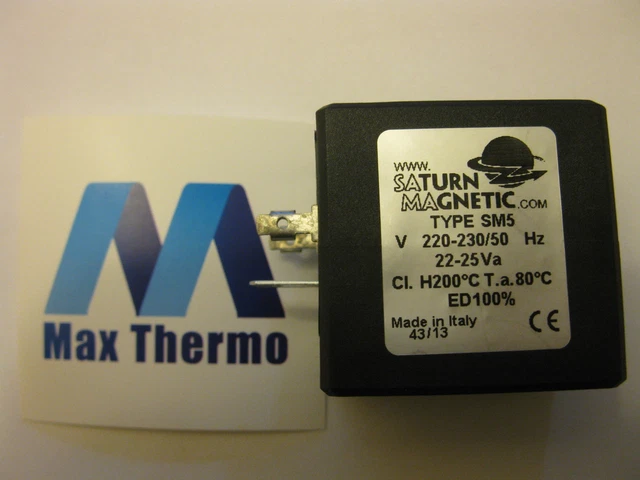 Max Thermo
www.
SATURN
MAGNETIC.COM
TYPE SM5
V 220-230/50 Hz
22-25Va
Cl. H200°C T.a.80°C
ED100%
Made in Italy
43/13
CE